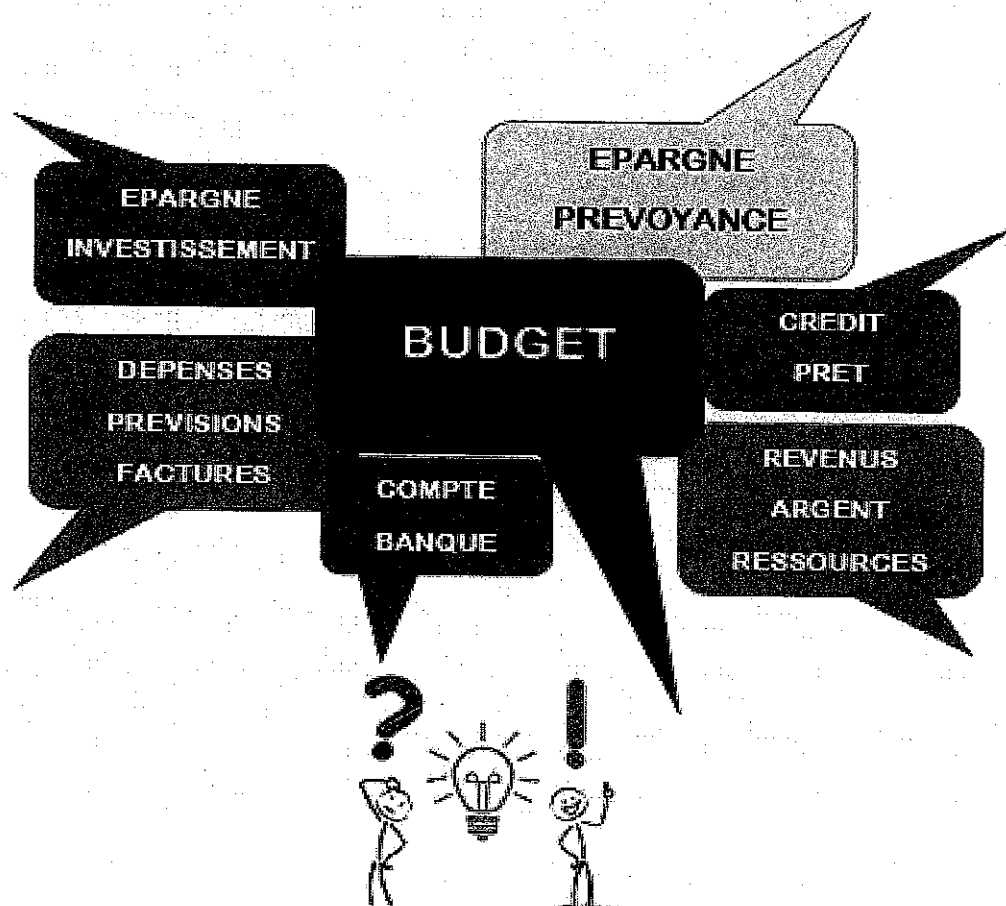 EPARGNE
PREVOYANCE
EPARGNE
INVESTISSEMENT
BUDGET
CREDIT
PRET
DEPENSES
PREVISIONS
FACTURES
COMPTE
BANQUE
REVENUS
ARGENT
RESSOURCES
?
!